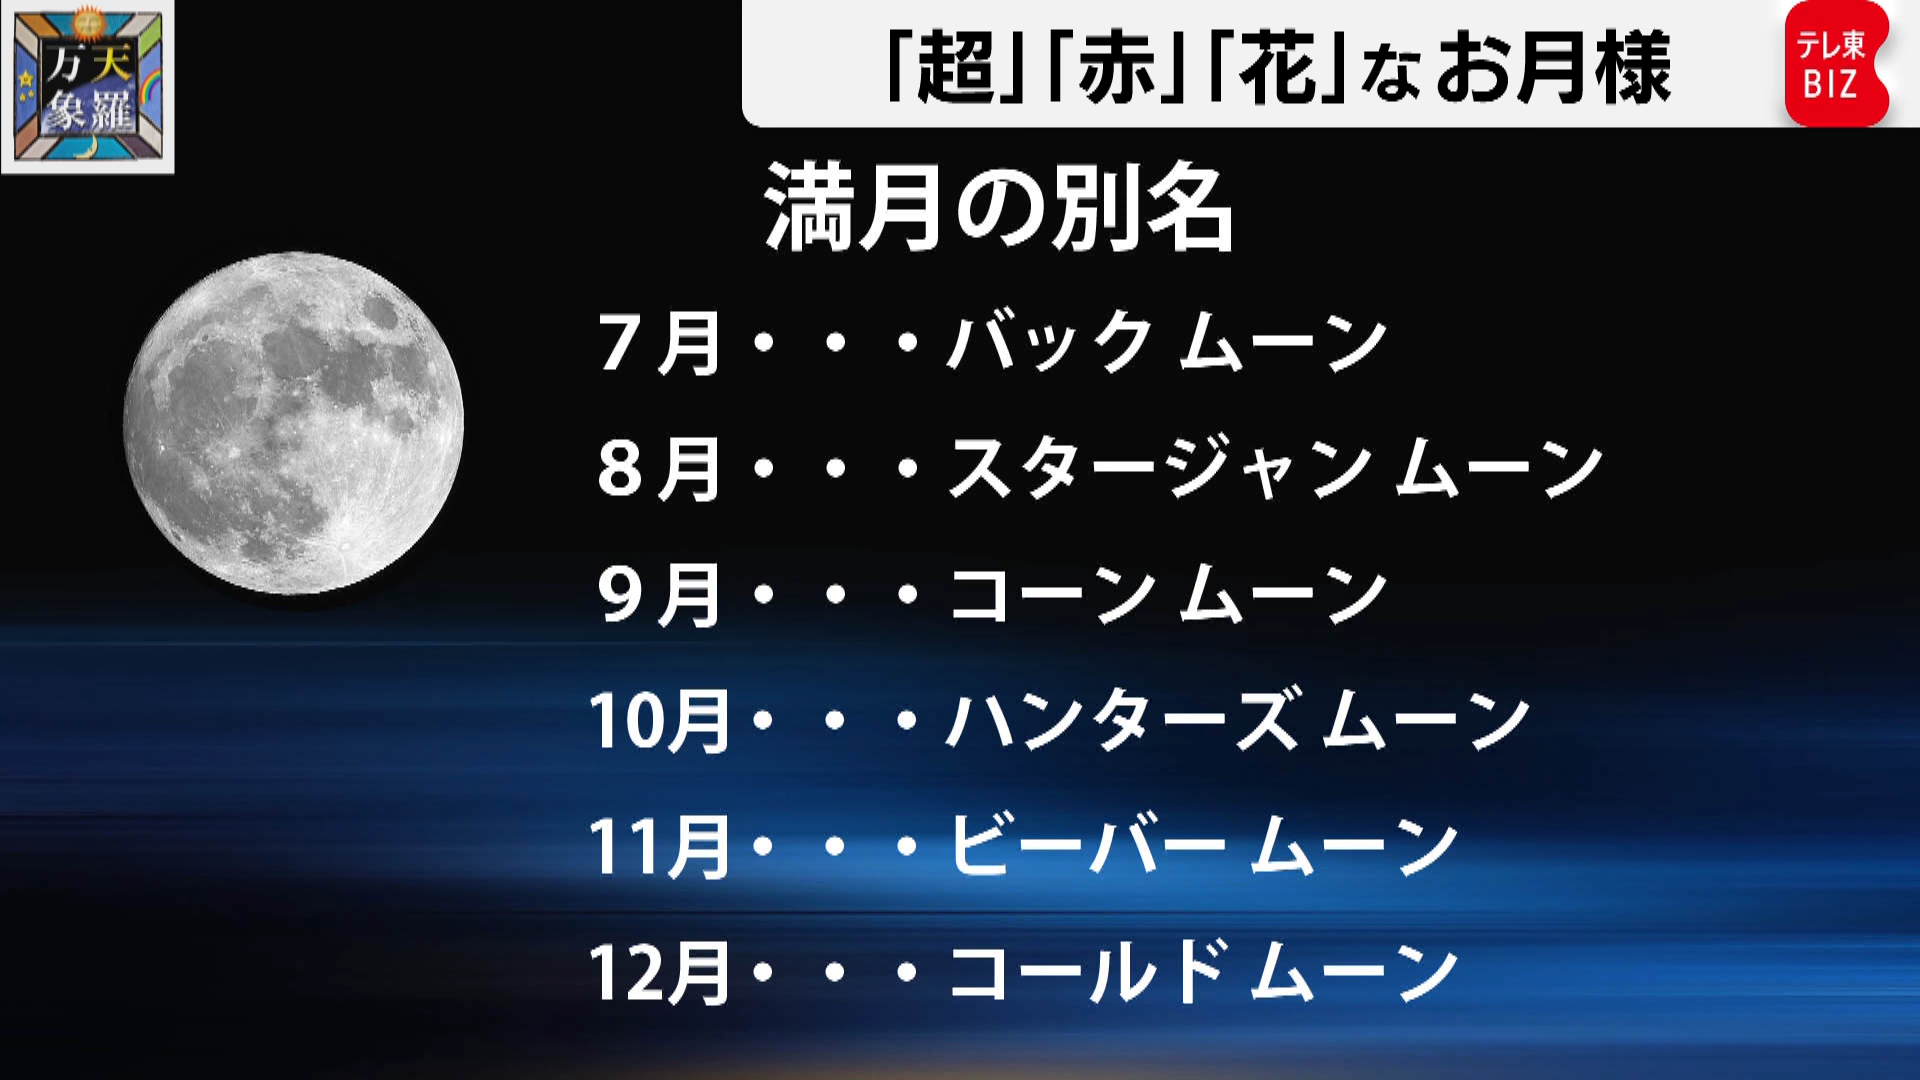 天羅
万象
「超」「赤」「花」なお月様
テレ東
BIZ
満月の別名
7月・・・バック ムーン
8月・・・スタージャン ムーン
9月・・・コーン ムーン
10月・・・ハンターズ ムーン
11月・・・ビーバー ムーン
12月・・・コールド ムーン